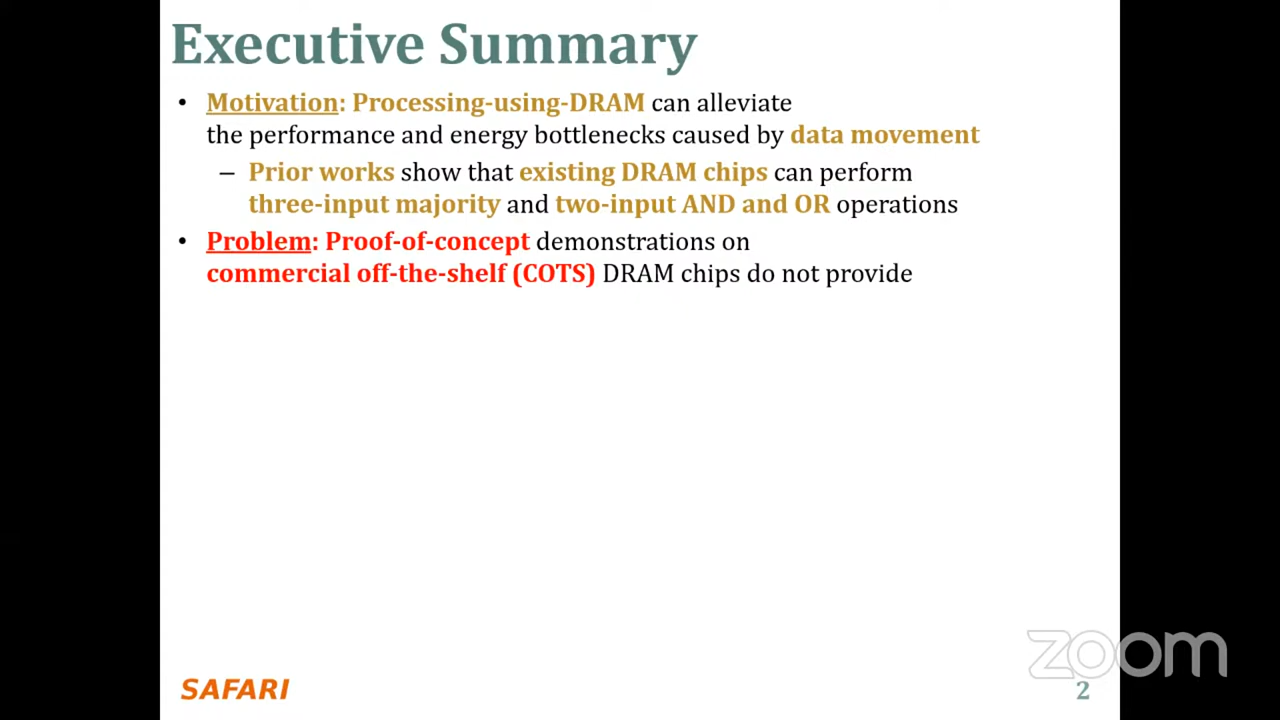 Executive Summary
• Motivation: Processing-using-DRAM can alleviate
the performance and energy bottlenecks caused by data movement
– Prior works show that existing DRAM chips can perform
three-input majority and two-input AND and OR operations
• Problem: Proof-of-concept demonstrations on
commercial off-the-shelf (COTS) DRAM chips do not provide
zoom
SAFARI
2